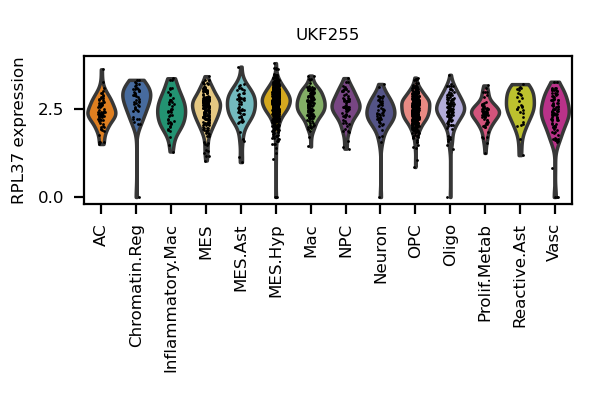 UKF255
RPL37 expression
2.5
0.0
AC
Chromatin.Reg
Inflammatory.Mac
MES
MES.Ast
MES.Hyp
Mac
NPC
Neuron
OPC
Oligo
Prolif.Metab
Reactive.Ast
Vasc